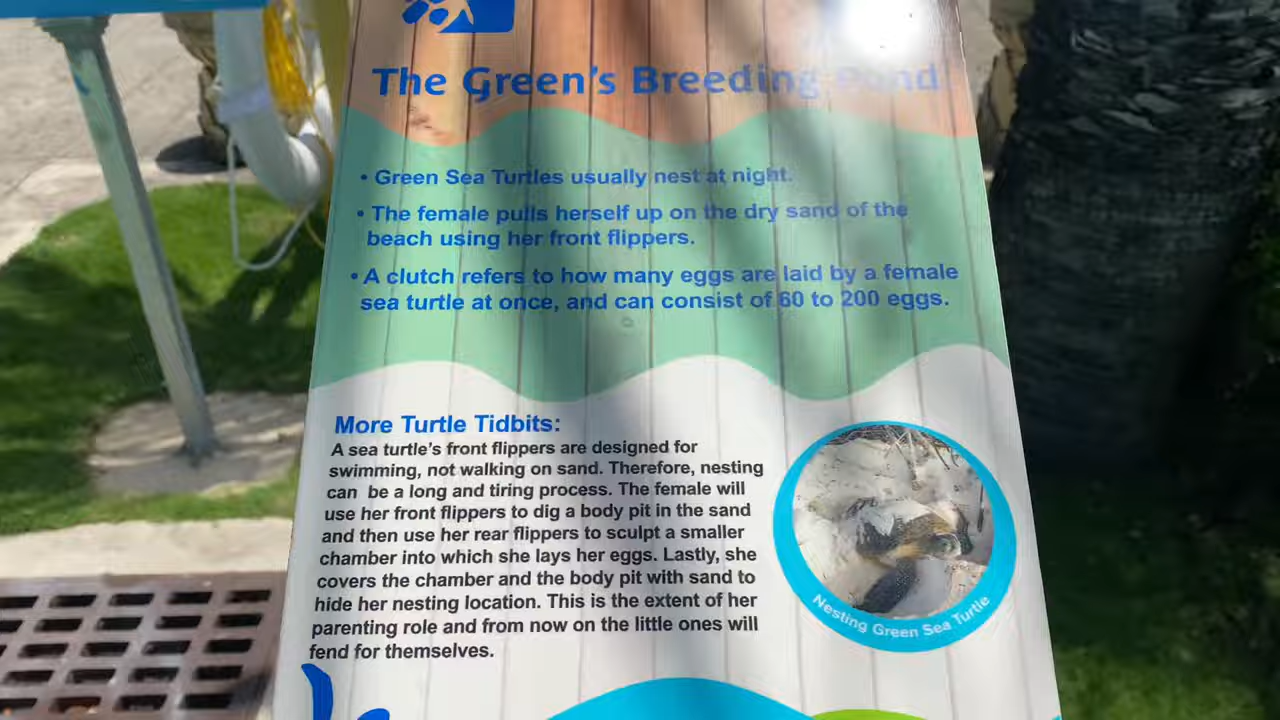 The Green's Breeding Pond
• Green Sea Turtles usually nest at night.
• The female pulls herself up on the dry sand of the
beach using her front flippers.
• A clutch refers to how many eggs are laid by a female
sea turtle at once, and can consist of 60 to 200 eggs.
More Turtle Tidbits:
A sea turtle's front flippers are designed for
swimming, not walking on sand. Therefore, nesting
can be a long and tiring process. The female will
use her front flippers to dig a body pit in the sand
and then use her rear flippers to sculpt a smaller
chamber into which she lays her eggs. Lastly, she
covers the chamber and the body pit with sand to
hide her nesting location. This is the extent of her
parenting role and from now on the little ones will
fend for themselves.
Nesting Green Sea Turtle